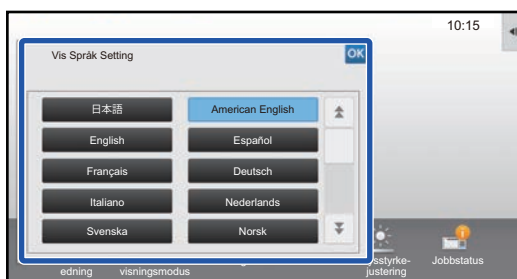 10:15
Vis Språk Setting
OK
日本語
American English
English
Español
Français
Deutsch
Italiano
Nederlands
Svenska
Norsk
edning
visningsmodus
sstyrke-
justering
Jobbstatus